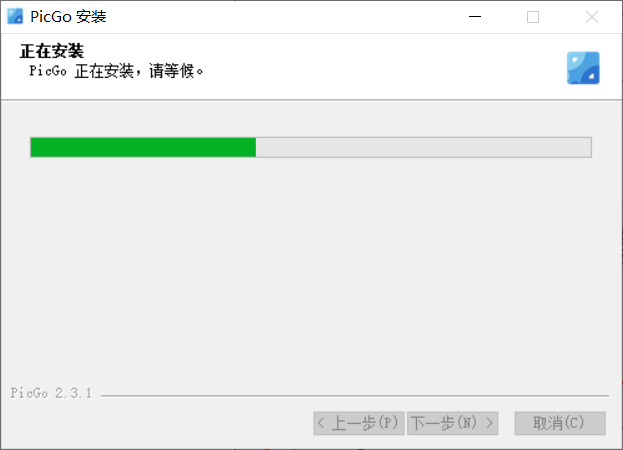 PicGo 安装
正在安装
PicGo 正在安装，请等候。
PicGo 2.3.1
< 上一步(P) 下一步(N) > 取消(C)